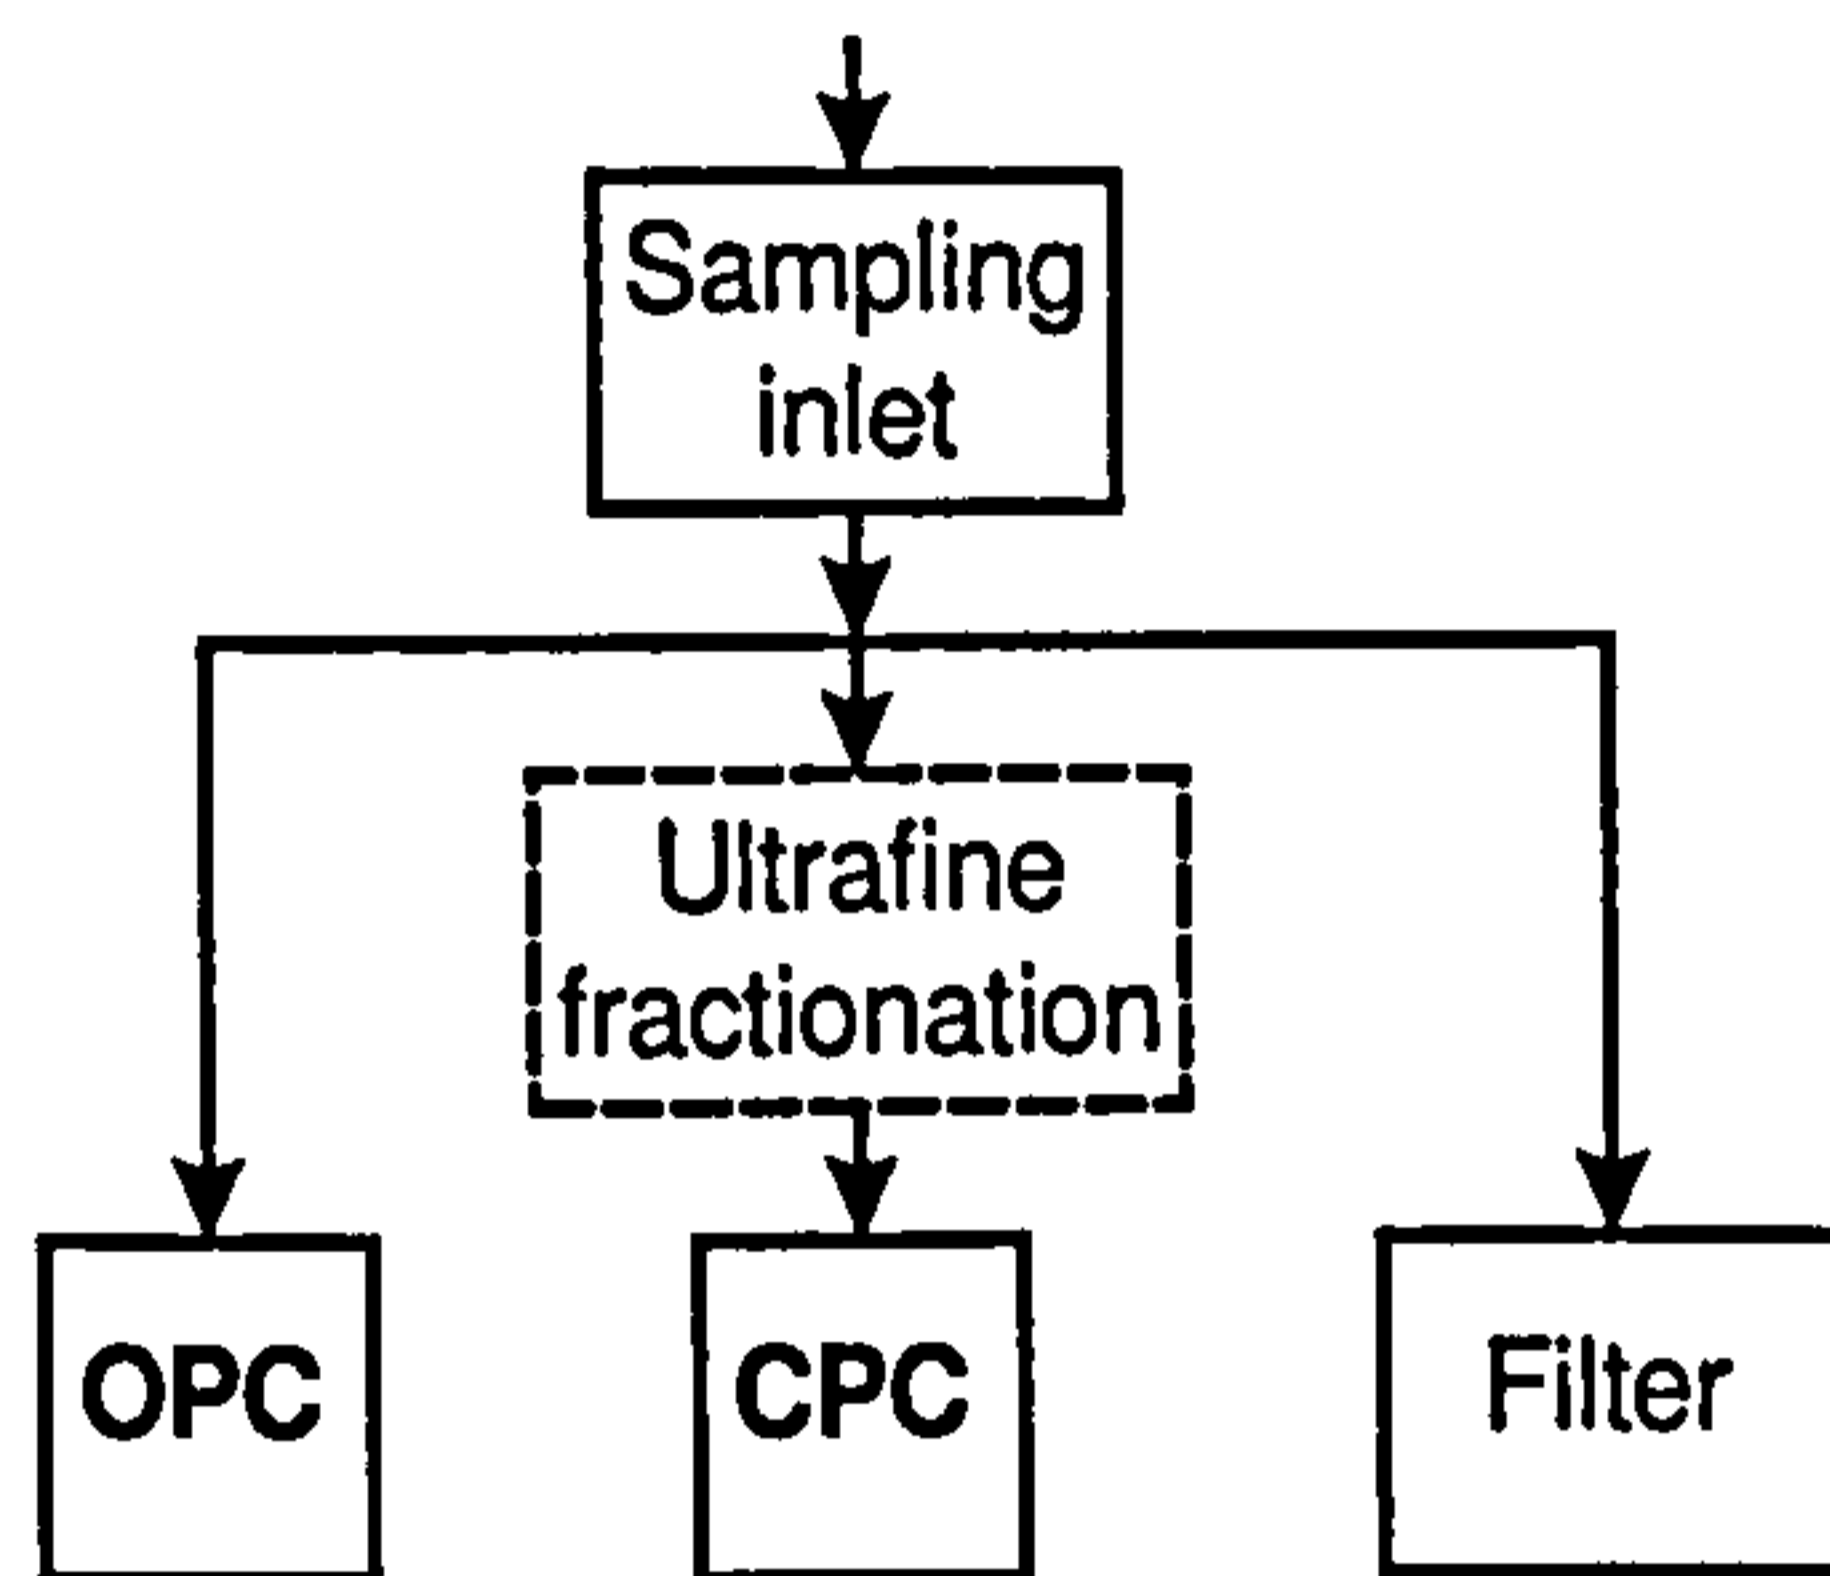 Sampling
inlet
Ultrafine
fractionation
OPC
CPC
Filter